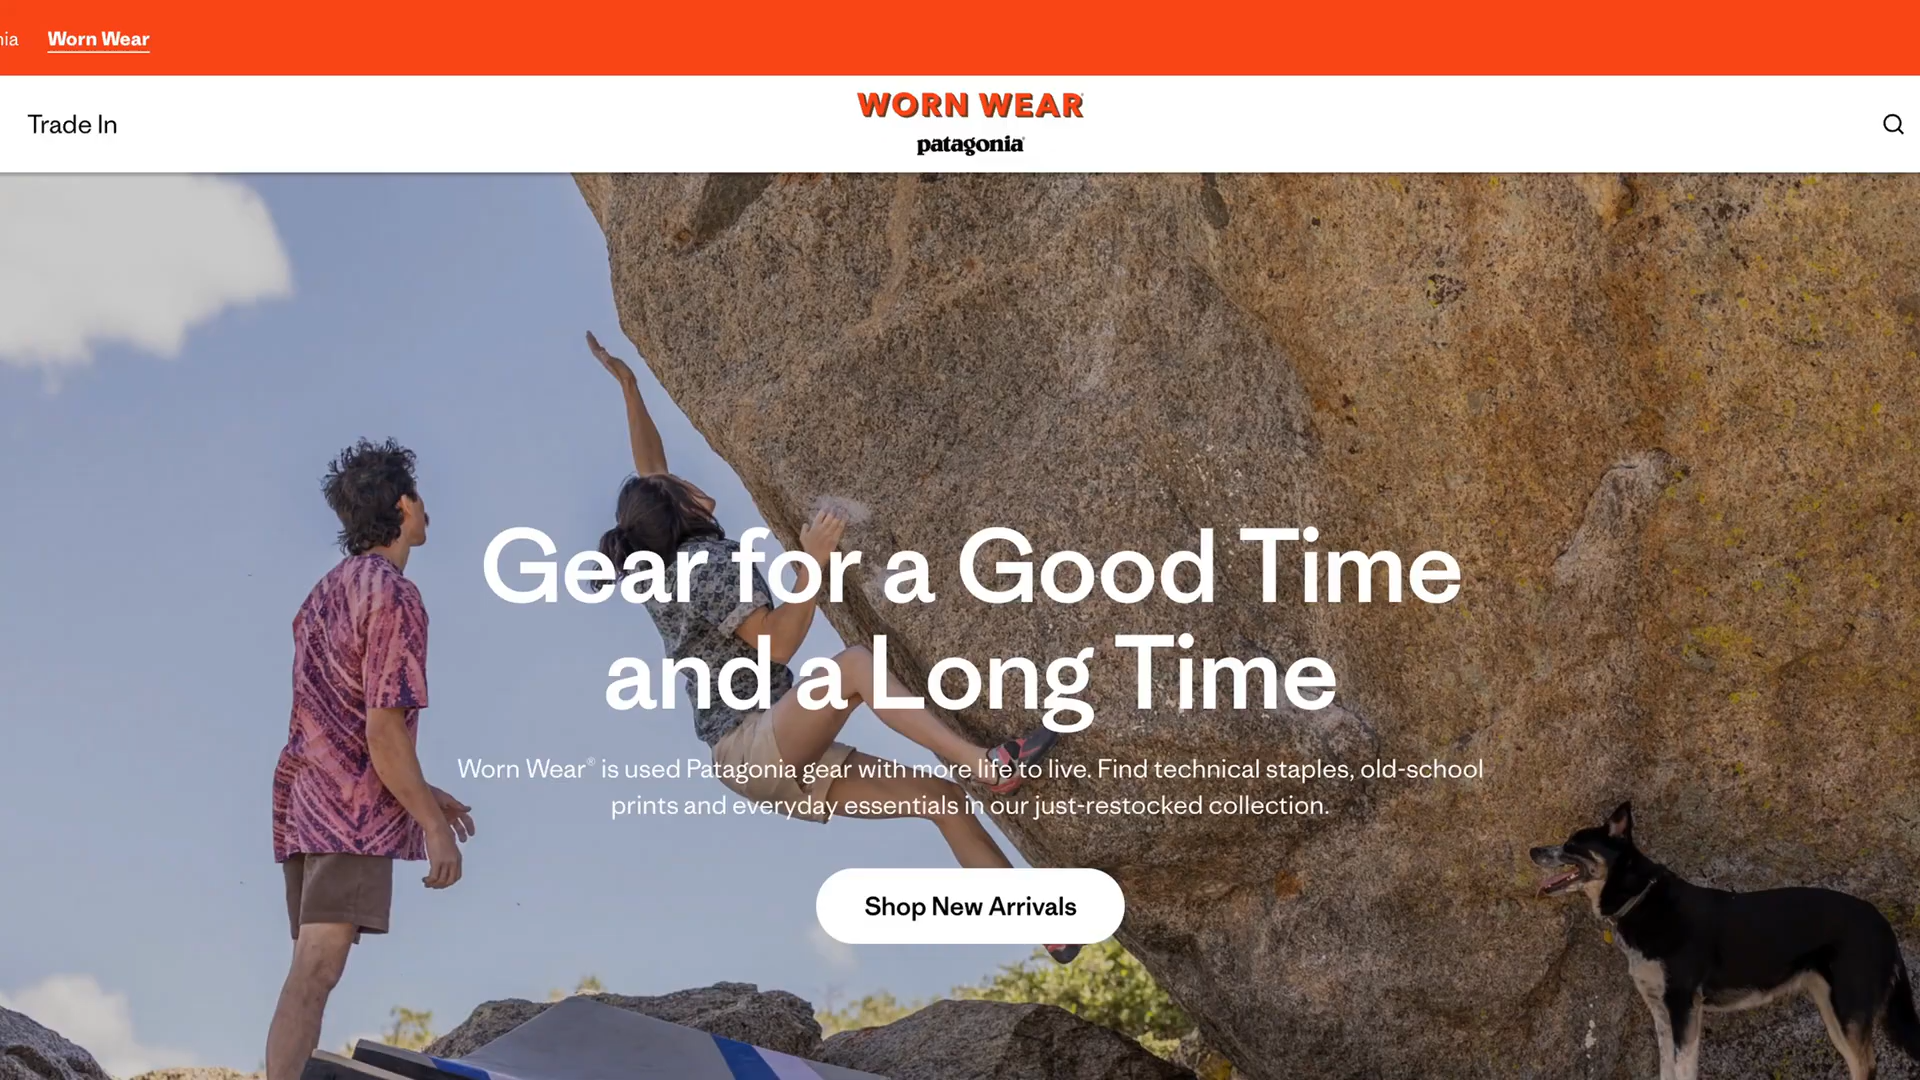 Worn Wear
Trade In
WORN WEAR
patagonia®
Gear for a Good Time
and a Long Time
Worn Wear® is used Patagonia gear with more life to live. Find technical staples, old-school
prints and everyday essentials in our just-restocked collection.
Shop New Arrivals